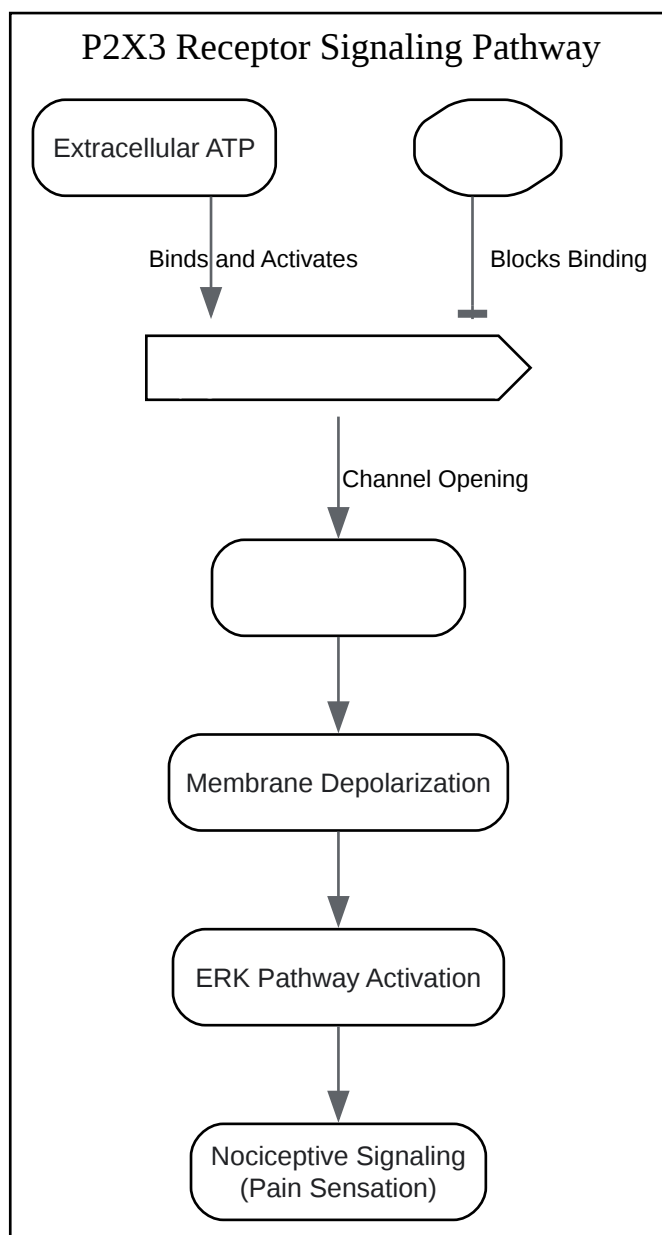 P2X3 Receptor Signaling Pathway
Extracellular ATP
Binds and Activates
Blocks Binding
Channel Opening
Membrane Depolarization
ERK Pathway Activation
Nociceptive Signaling
(Pain Sensation)